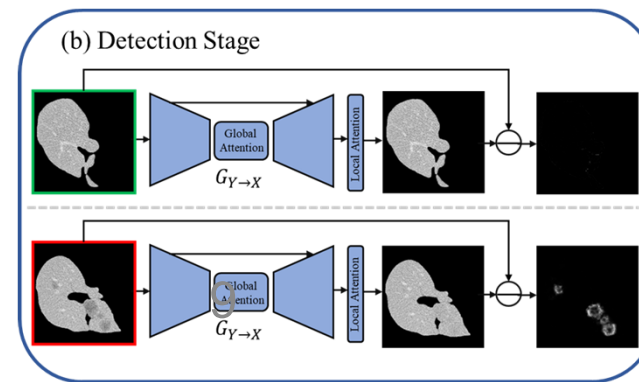 (b) Detection Stage
Global
Attention
Local Attention
G_{Y→X}
Global
Attention
g
Local Attention
G_{Y→X}